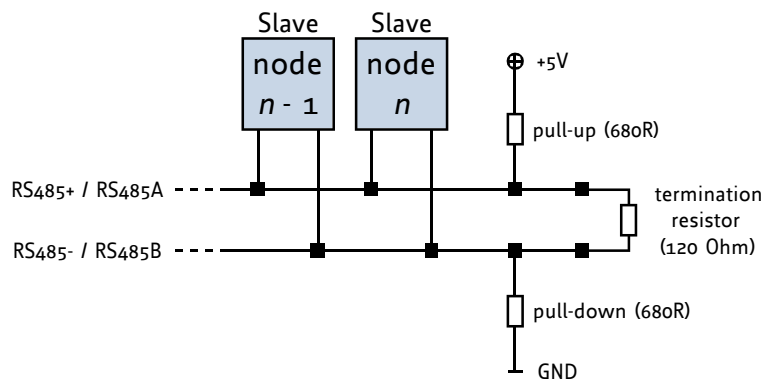 Slave
Slave
node
n - 1
node
n
+5V
pull-up (680R)
RS485+ / RS485A
termination
resistor
(120 Ohm)
RS485- / RS485B
pull-down (680R)
GND